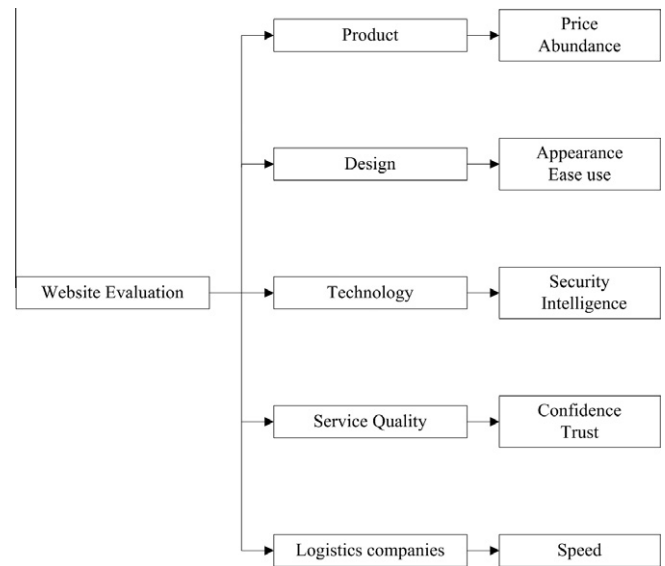 Product
Price
Abundance
Design
Appearance
Ease use
Website Evaluation
Technology
Security
Intelligence
Service Quality
Confidence
Trust
Logistics companies
Speed